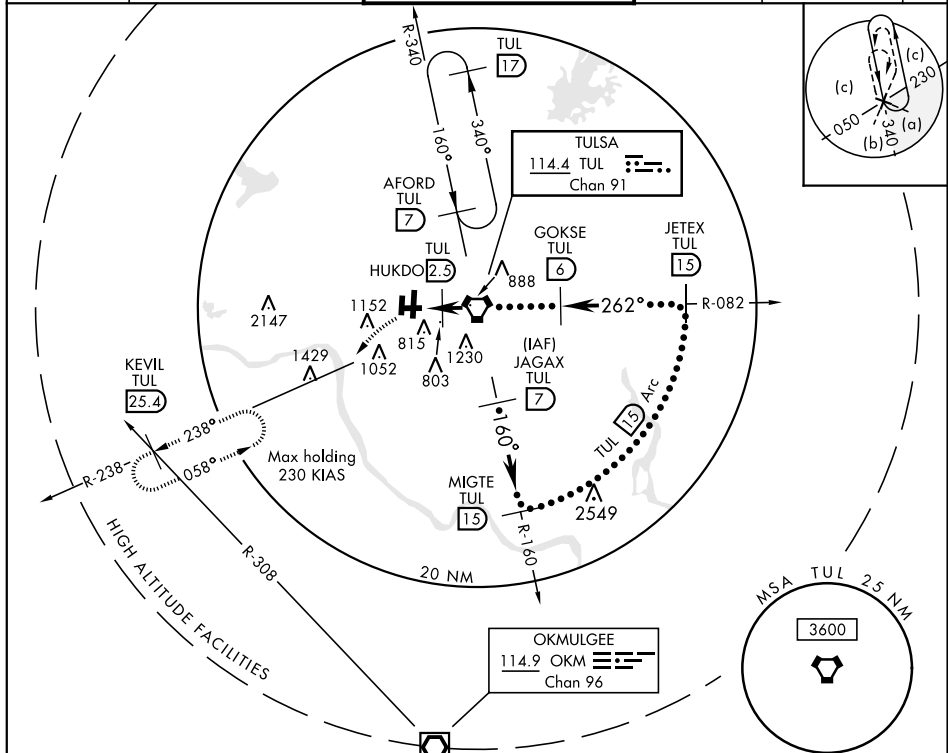 R-340
TUL
17
340°
160°
AFORD
TUL
7
TULSA
114.4 TUL
Chan 91
(c)
(c)
230
050
(a)
340
(b)
TUL
HUKDO 2.5
888
GOKSE
TUL
6
JETEX
TUL
15
262°
R-082
2147
1152
815
1052
803
1230
1429
(IAF)
JAGAX
TUL
7
160°
TUL 15 Arc
KEVIL
TUL
25.4
238°
058°
R-238
Max holding
230 KIAS
MIGTE
TUL
15
2549
R-160
R-308
20 NM
HIGH ALTITUDE FACILITIES
OKMULGEE
114.9 OKM
Chan 96
MSA TUL 25 NM
3600